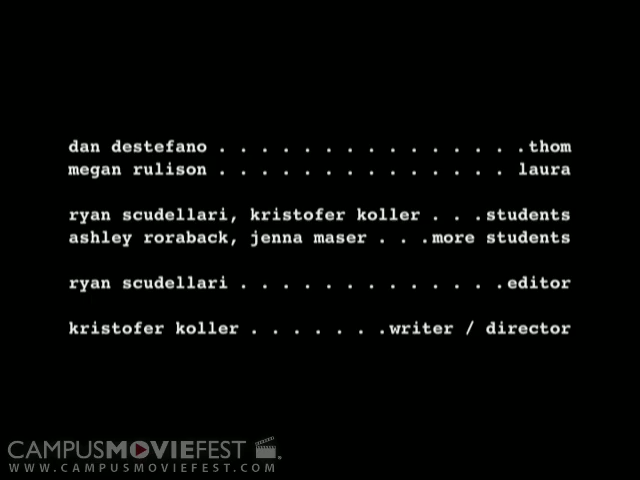 dan destefano . . . . . . . . . . . . . . .thom
megan rulison . . . . . . . . . . . . . . laura
ryan scudellari, kristofer koller . . .students
ashley roraback, jenna maser . . .more students
ryan scudellari . . . . . . . . . . . . .editor
kristofer koller . . . . . . .writer / director
CAMPUSMOVIEFEST
WWW.CAMPUSMOVIEFEST.COM